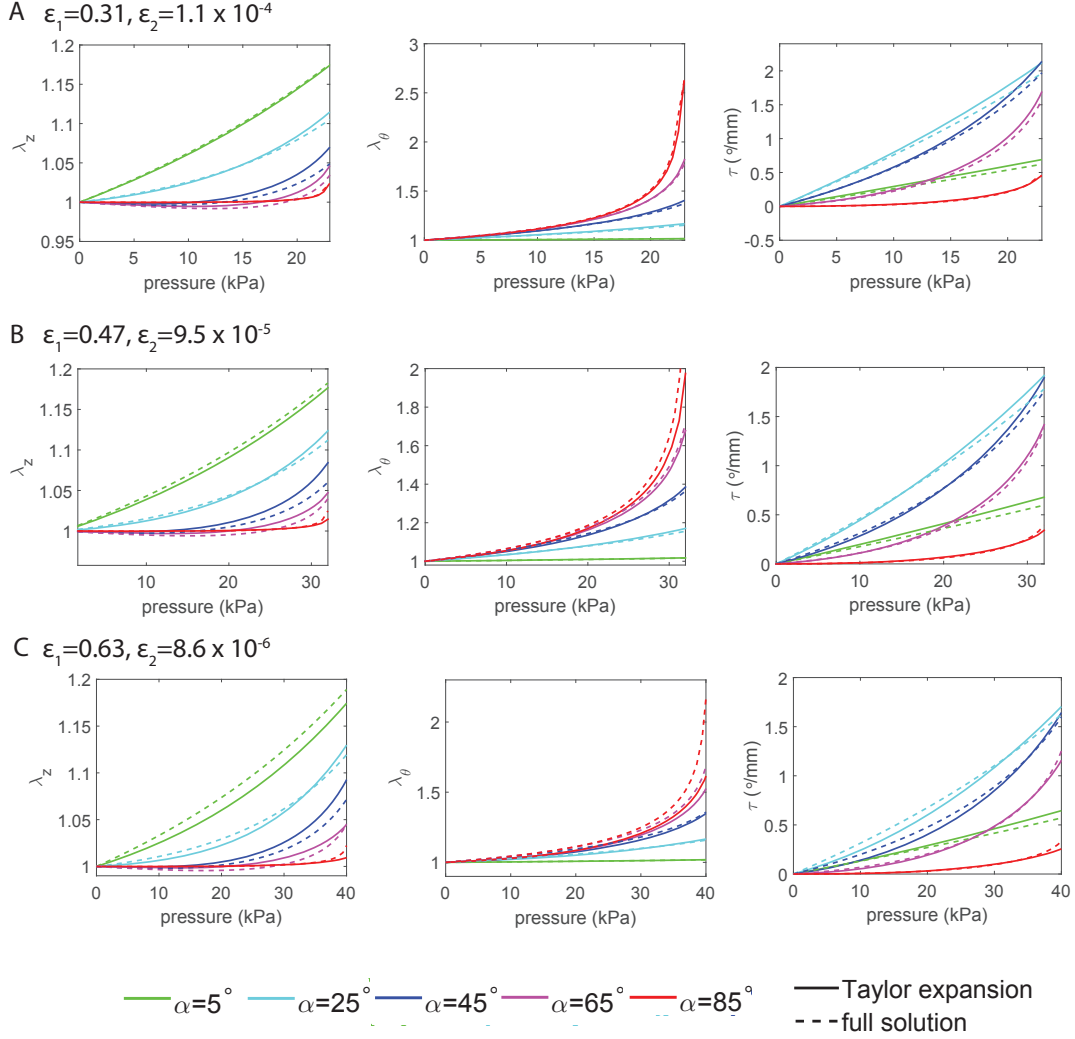 A ε₁=0.31, ε₂=1.1 x 10⁻⁴
1.2
1.15
1.1
1.05
1
0.95
λz
0 5 10 15 20
pressure (kPa)
3
2.5
2
1.5
1
λθ
0 5 10 15 20
pressure (kPa)
2
1.5
1
0.5
0
-0.5
τ (°/mm)
0 5 10 15 20
pressure (kPa)
B ε₁=0.47, ε₂=9.5 x 10⁻⁵
1.2
1.15
1.1
1.05
1
λz
10 20 30
pressure (kPa)
2
1.8
1.6
1.4
1.2
1
λθ
0 10 20 30
pressure (kPa)
2
1.5
1
0.5
0
τ (°/mm)
0 10 20 30
pressure (kPa)
C ε₁=0.63, ε₂=8.6 x 10⁻⁶
1.2
1.15
1.1
1.05
1
λz
0 10 20 30 40
pressure (kPa)
2
1.5
1
λθ
0 10 20 30 40
pressure (kPa)
2
1.5
1
0.5
0
τ (°/mm)
0 10 20 30 40
pressure (kPa)
α=5° α=25° α=45° α=65° α=85°
Taylor expansion
full solution